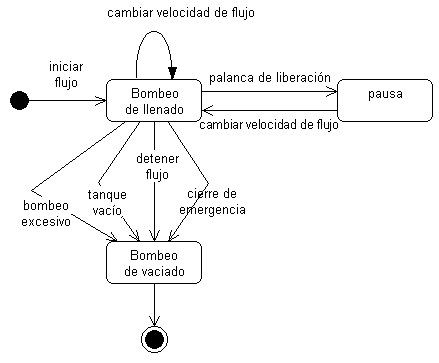 cambiar velocidad de flujo
iniciar
flujo
Bombeo
de llenado
palanca de liberación
pausa
cambiar velocidad de flujo
bombeo
excesivo
tanque
vacío
detener
flujo
cierre de
emergencia
Bombeo
de vaciado